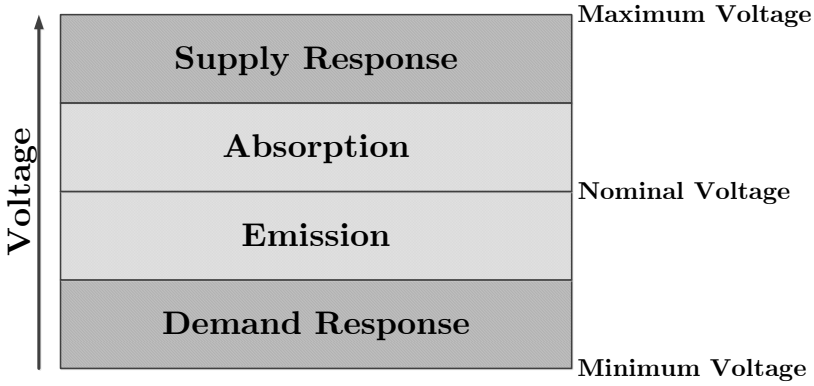 Maximum Voltage
Supply Response
Absorption
Voltage
Nominal Voltage
Emission
Demand Response
Minimum Voltage